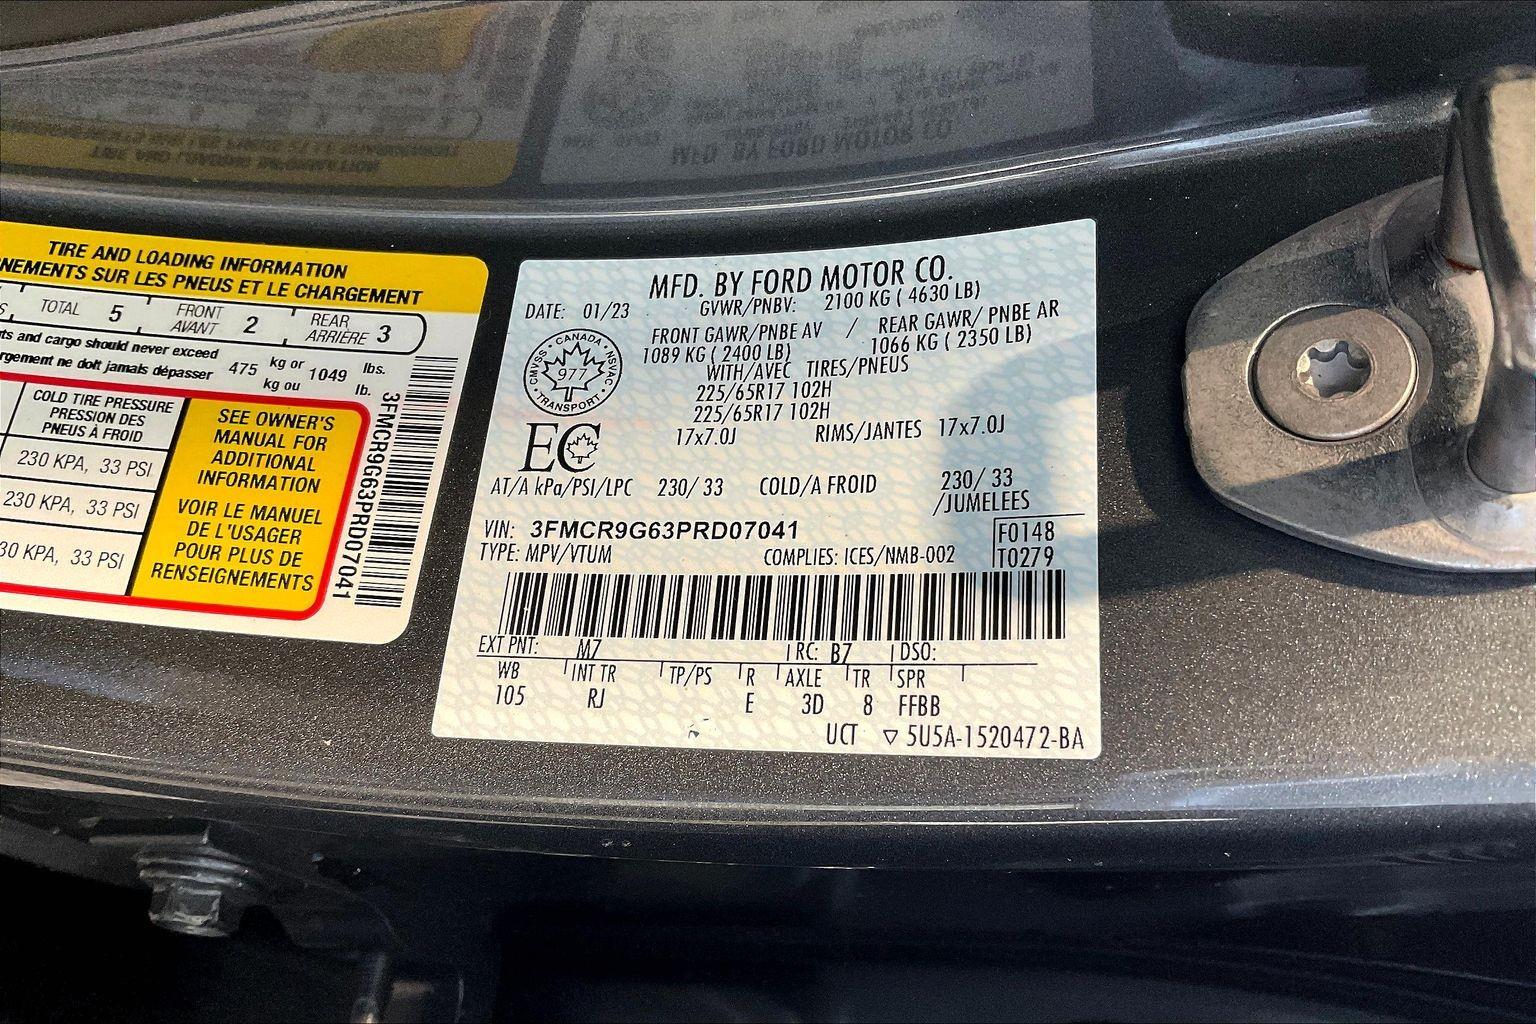 TIRE AND LOADING INFORMATION
NEMENTS SUR LES PNEUS ET LE CHARGEMENT
S TOTAL 5 FRONT AVANT 2 REAR ARRIÈRE 3
ts and cargo should never exceed
rgement ne doit jamais dépasser 475 kg or 1049 lbs.
kg ou lb.
COLD TIRE PRESSURE
PRESSION DES
PNEUS À FROID
230 KPA, 33 PSI
230 KPA, 33 PSI
30 KPA, 33 PSI
SEE OWNER'S
MANUAL FOR
ADDITIONAL
INFORMATION
VOIR LE MANUEL
DE L'USAGER
POUR PLUS DE
RENSEIGNEMENTS
3FMCR9G63PRD07041
MFD. BY FORD MOTOR CO.
DATE: 01/23 GVWR/PNBV: 2100 KG ( 4630 LB)
FRONT GAWR/PNBE AV / REAR GAWR/ PNBE AR
1089 KG ( 2400 LB) 1066 KG ( 2350 LB)
WITH/AVEC TIRES/PNEUS
225/65R17 102H
225/65R17 102H
17x7.0J RIMS/JANTES 17x7.0J
CANADA
CMVSS NSVAC
977
TRANSPORT
EC
AT/A kPa/PSI/LPC 230/ 33 COLD/A FROID 230/ 33
/JUMELEES
VIN: 3FMCR9G63PRD07041 F0148
TYPE: MPV/VTUM COMPLIES: ICES/NMB-002 T0279
EXT PNT: M7 RC: B7 DSO:
WB INT TR TP/PS R AXLE TR SPR
105 RJ E 3D 8 FFBB
UCT ▽ 5U5A-1520472-BA